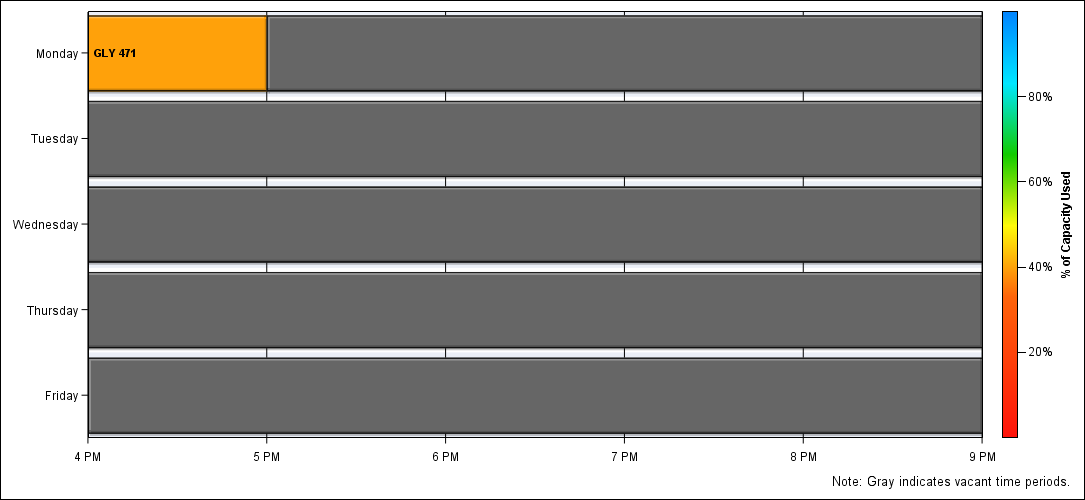 Monday
GLY 471
Tuesday
Wednesday
Thursday
Friday
4 PM 5 PM 6 PM 7 PM 8 PM 9 PM
80%
60%
40%
20%
% of Capacity Used
Note: Gray indicates vacant time periods.